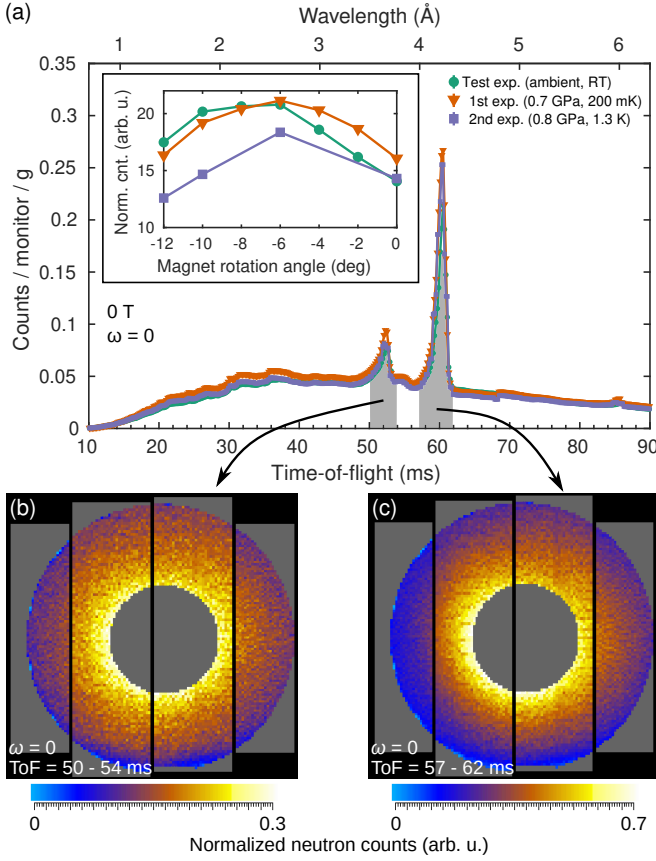 (a)
Wavelength (Å)
1 2 3 4 5 6
0.35
0.3
0.25
0.2
0.15
0.1
0.05
0
Counts / monitor / g
Test exp. (ambient, RT)
1st exp. (0.7 GPa, 200 mK)
2nd exp. (0.8 GPa, 1.3 K)
Norm. cnt. (arb. u.)
20
15
10
-12 -10 -8 -6 -4 -2 0
Magnet rotation angle (deg)
0 T
ω = 0
10 20 30 40 50 60 70 80 90
Time-of-flight (ms)
(b)
ω = 0
ToF = 50 - 54 ms
0 0.3
(c)
ω = 0
ToF = 57 - 62 ms
0 0.7
Normalized neutron counts (arb. u.)